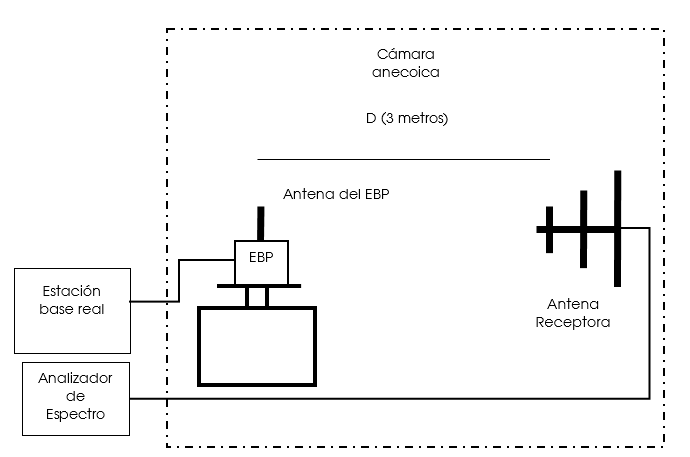 Cámara
anecoica
D (3 metros)
Antena del EBP
EBP
Estación
base real
Antena
Receptora
Analizador
de
Espectro